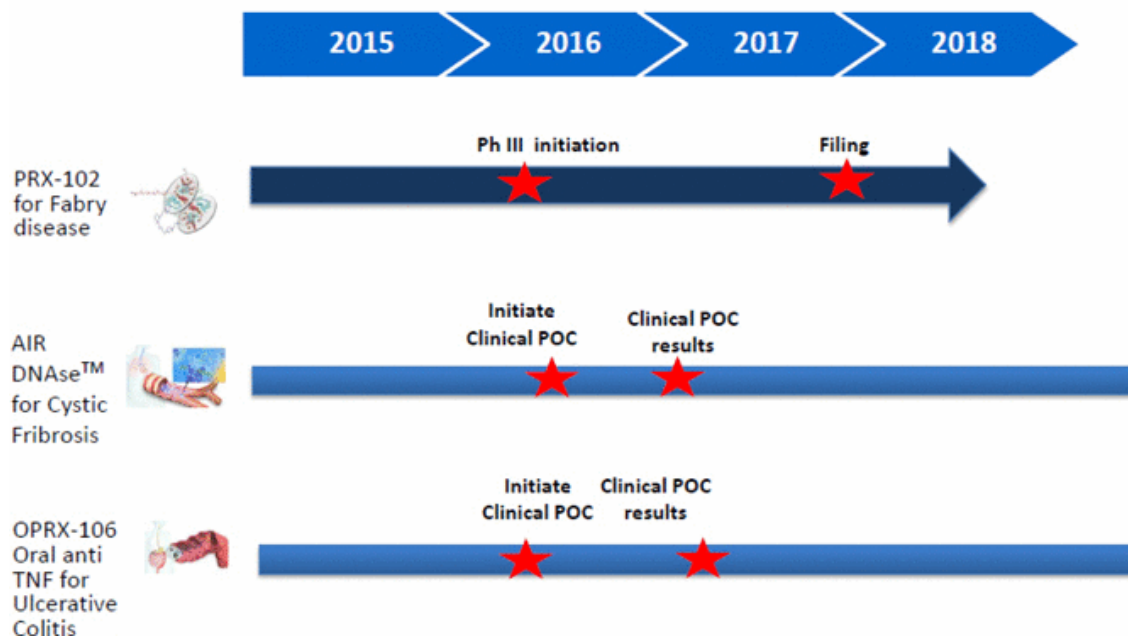 2015 2016 2017 2018
Ph III initiation
Filing
PRX-102
for Fabry
disease
Initiate
Clinical POC
Clinical POC
results
AIR
DNAse™
for Cystic
Fibrosis
Initiate
Clinical POC
Clinical POC
results
OPRX-106
Oral anti
TNF for
Ulcerative
Colitis